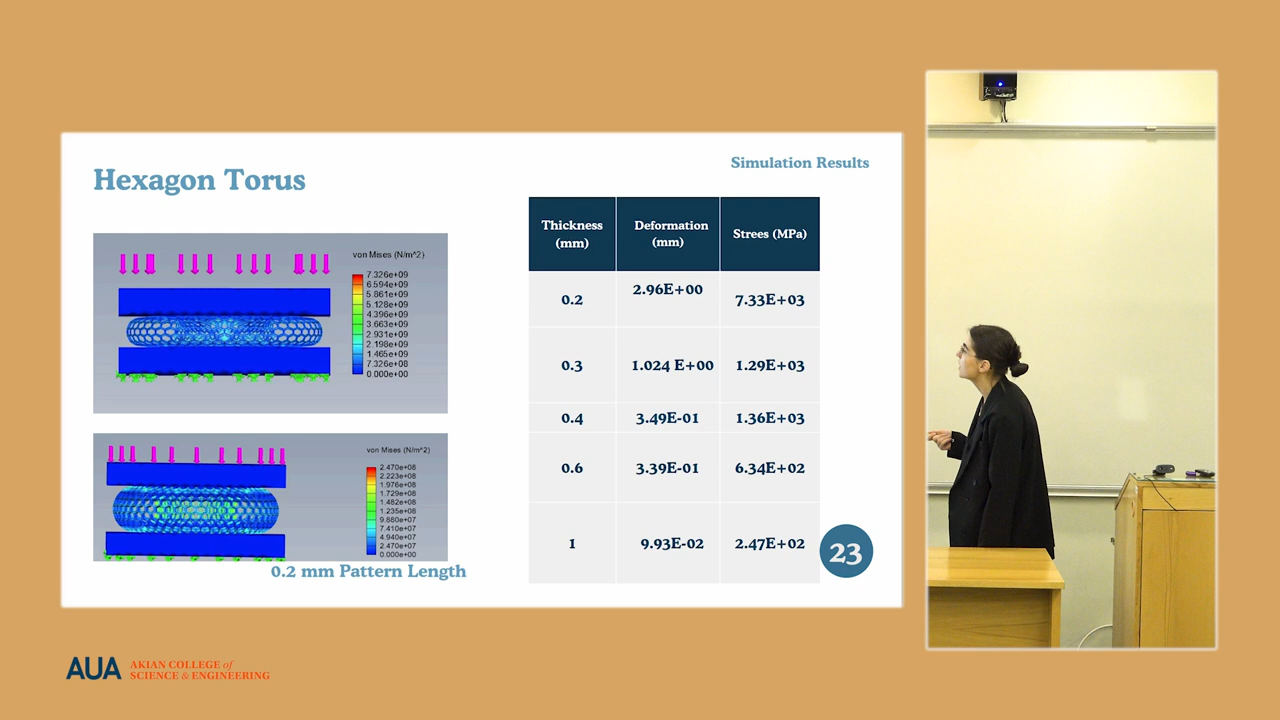 Simulation Results
Hexagon Torus
von Mises (N/m^2)
7.326e+09
6.594e+09
5.861e+09
5.128e+09
4.396e+09
3.663e+09
2.931e+09
2.198e+09
1.465e+09
7.326e+08
0.000e+00
von Mises (N/m^2)
2.470e+08
2.223e+08
1.976e+08
1.729e+08
1.482e+08
1.235e+08
9.880e+07
7.410e+07
4.940e+07
2.470e+07
0.000e+00
0.2 mm Pattern Length
Thickness (mm) Deformation (mm) Strees (MPa)
0.2 2.96E+00 7.33E+03
0.3 1.024 E+00 1.29E+03
0.4 3.49E-01 1.36E+03
0.6 3.39E-01 6.34E+02
1 9.93E-02 2.47E+02
23
AUA AKIAN COLLEGE of
SCIENCE & ENGINEERING